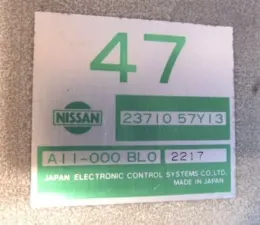 47
NISSAN
23710 57Y13
A11-000 BL0 2217
JAPAN ELECTRONIC CONTROL SYSTEMS CO.,LTD.
MADE IN JAPAN